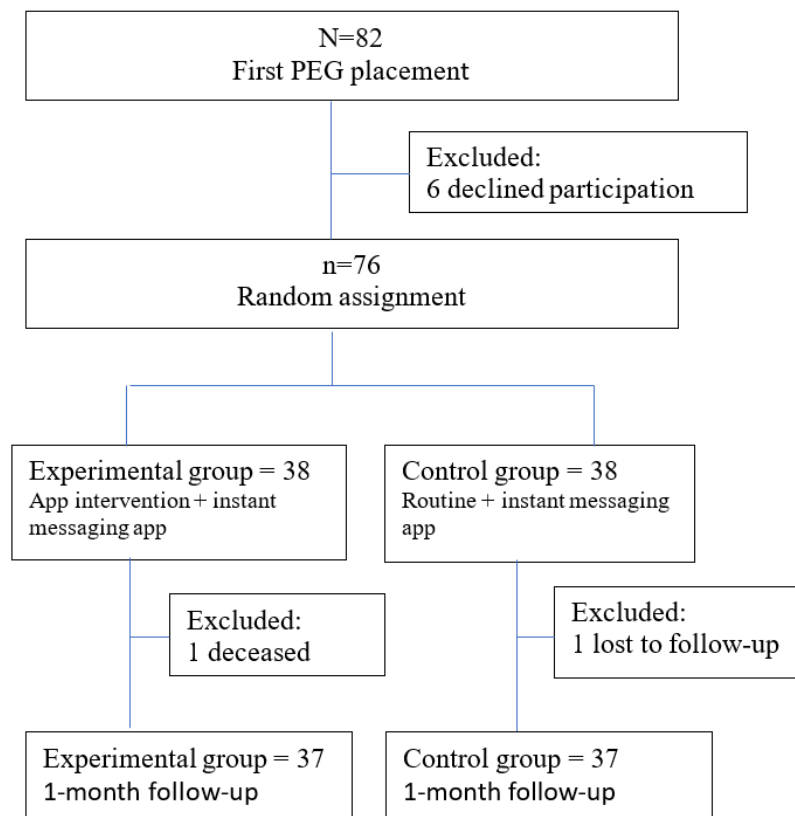 N=82
First PEG placement
Excluded:
6 declined participation
n=76
Random assignment
Experimental group = 38
App intervention + instant
messaging app
Control group = 38
Routine + instant messaging
app
Excluded:
1 deceased
Excluded:
1 lost to follow-up
Experimental group = 37
1-month follow-up
Control group = 37
1-month follow-up